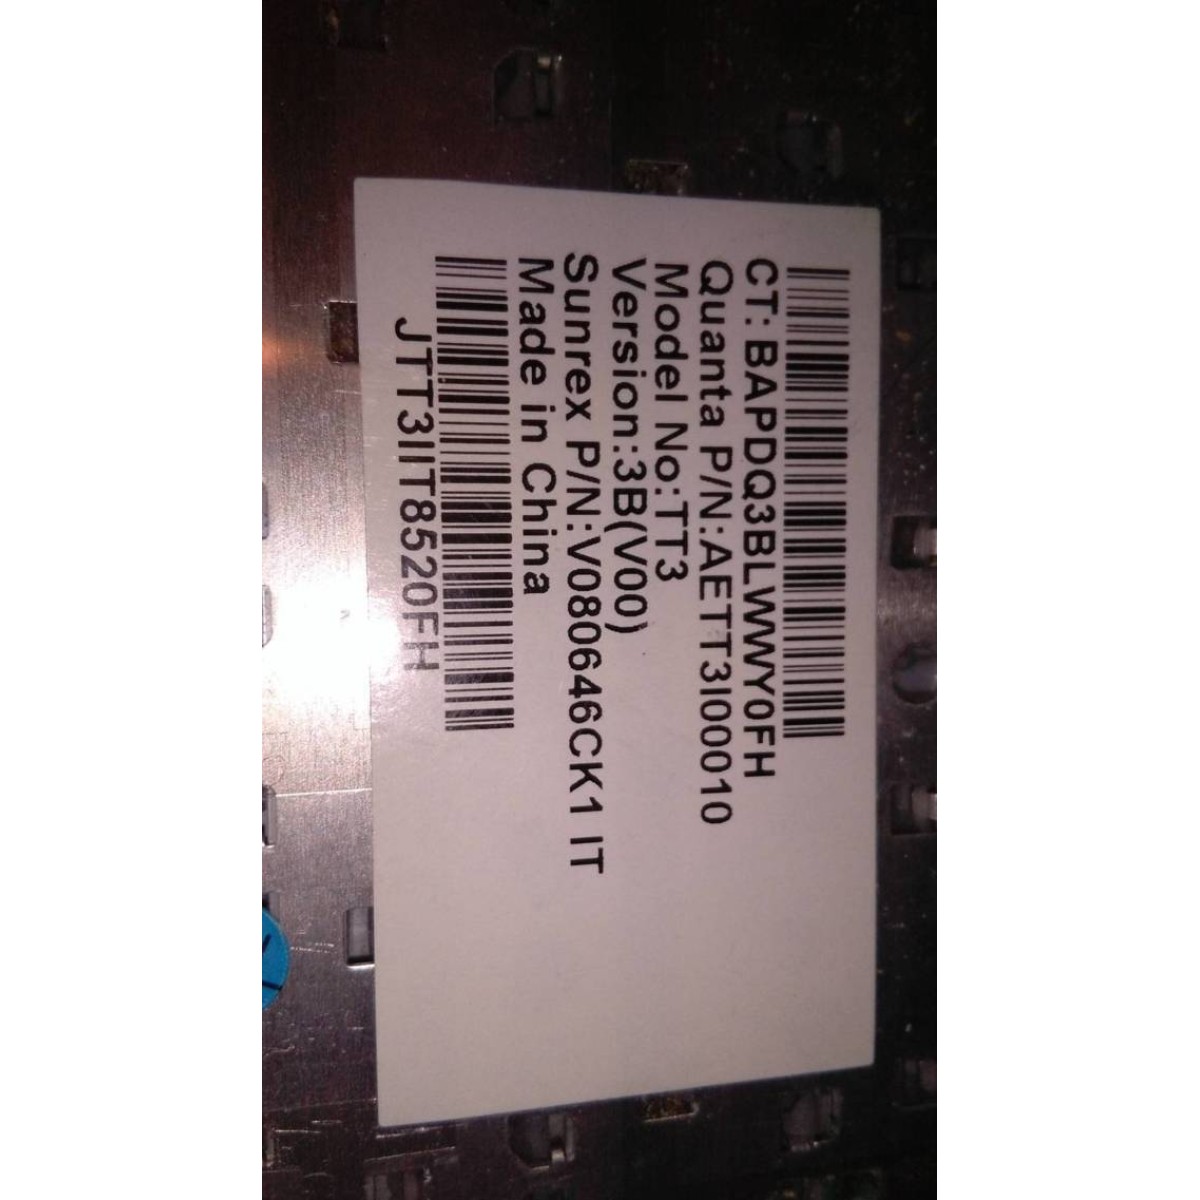 CT: BAPDQ3BLWWY0FH
Quanta P/N:AETT3I00010
Model No:TT3
Version:3B(V00)
Sunrex P/N:V080646CK1 IT
Made in China
JTT3IIT8520FH